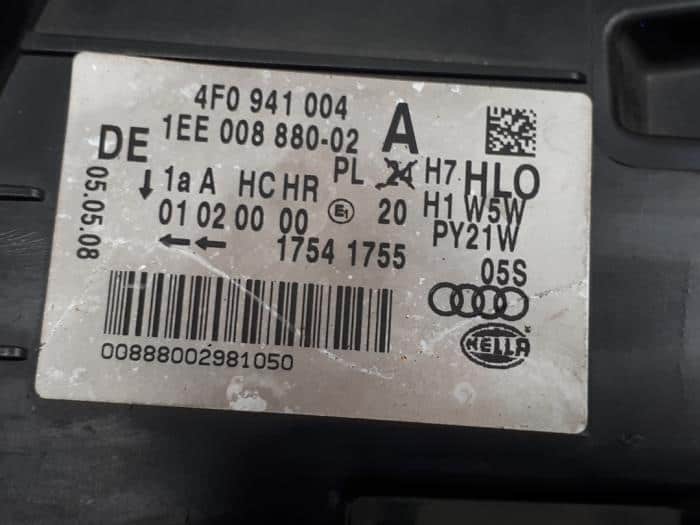 4F0 941 004
1EE 008 880-02 A
DE
05.05.08
1a A HC HR PL 24 H7 HLO
01 02 00 00 E1 20 H1 W5W
PY21W
1754 1755
05S
HELLA
00888002981050